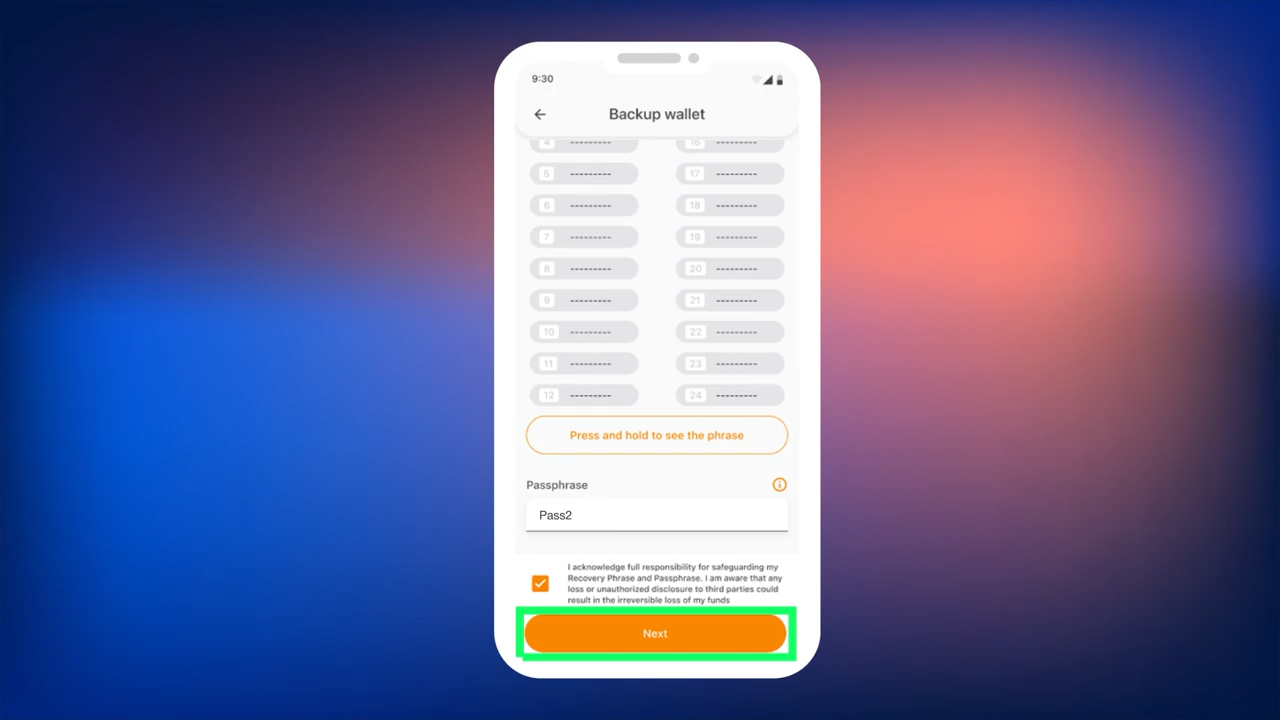 9:30
Backup wallet
4 --------- 16 ---------
5 --------- 17 ---------
6 --------- 18 ---------
7 --------- 19 ---------
8 --------- 20 ---------
9 --------- 21 ---------
10 --------- 22 ---------
11 --------- 23 ---------
12 --------- 24 ---------
Press and hold to see the phrase
Passphrase
Pass2
I acknowledge full responsibility for safeguarding my
Recovery Phrase and Passphrase. I am aware that any
loss or unauthorized disclosure to third parties could
result in the irreversible loss of my funds
Next